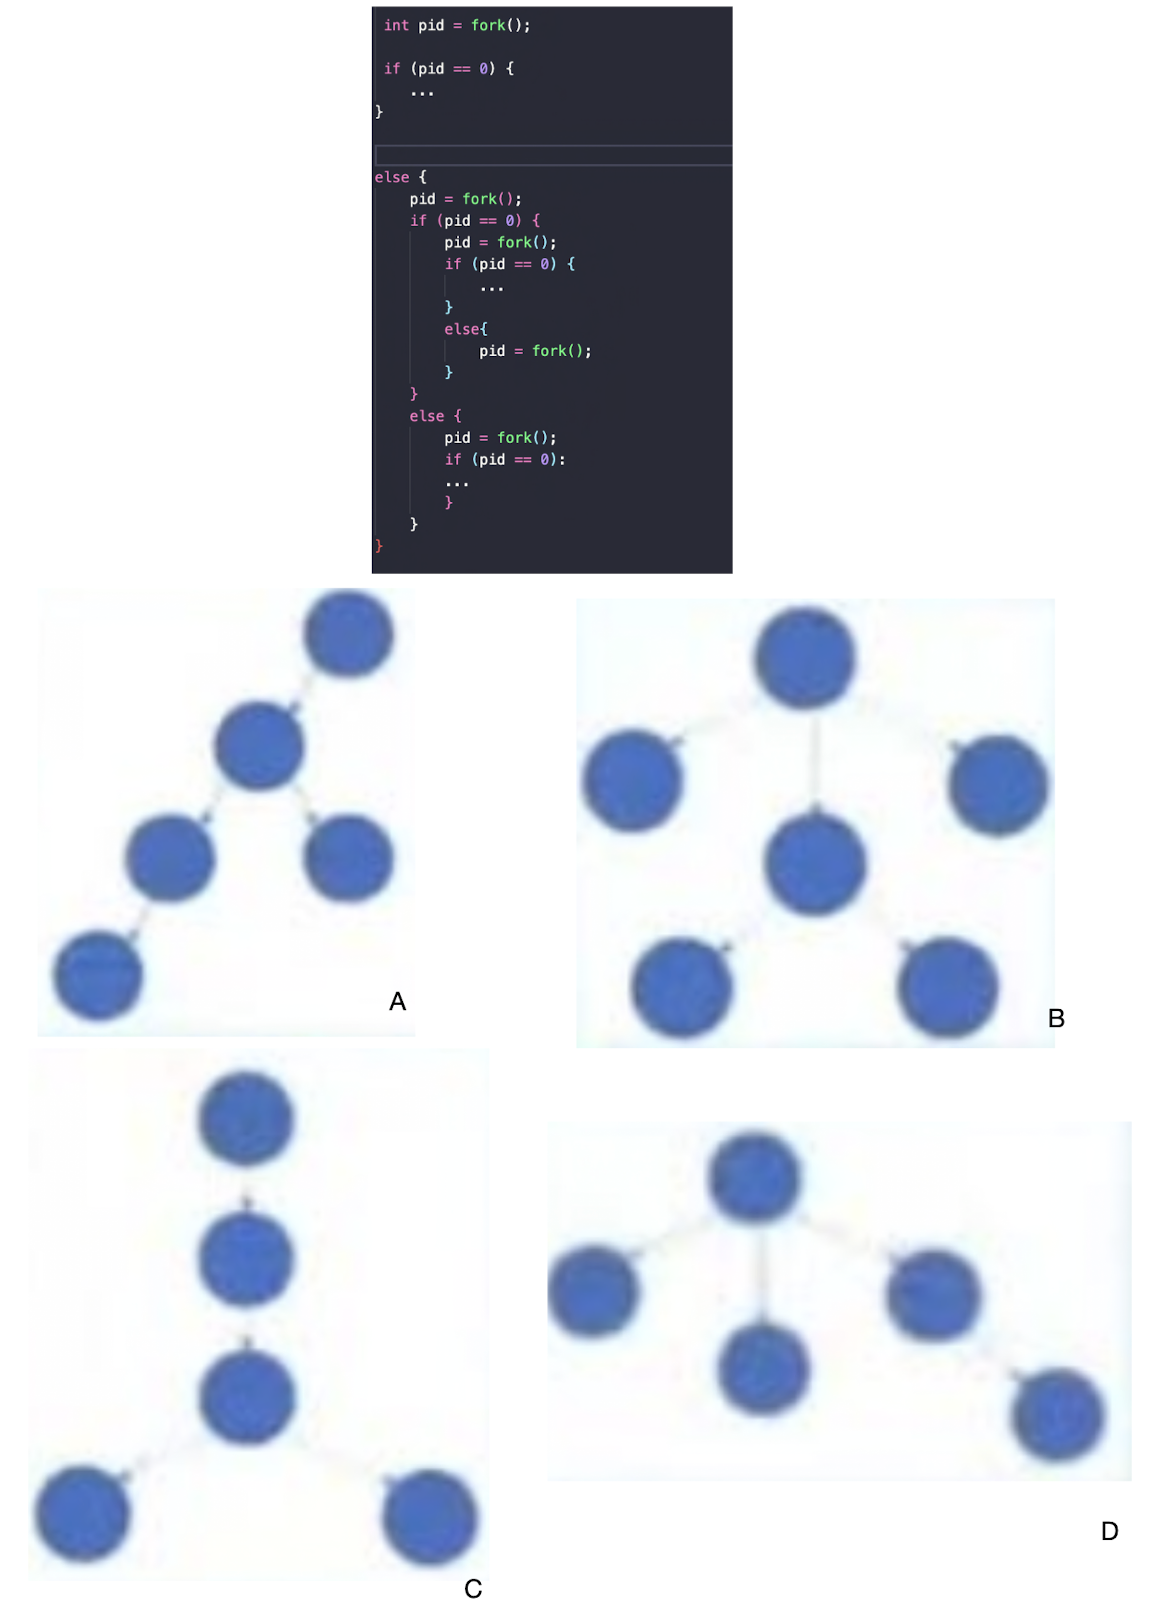 int pid = fork();
if (pid == 0) {
...
}
else {
pid = fork();
if (pid == 0) {
pid = fork();
if (pid == 0) {
...
}
else{
pid = fork();
}
}
else {
pid = fork();
if (pid == 0):
...
}
}
}
A
B
C
D